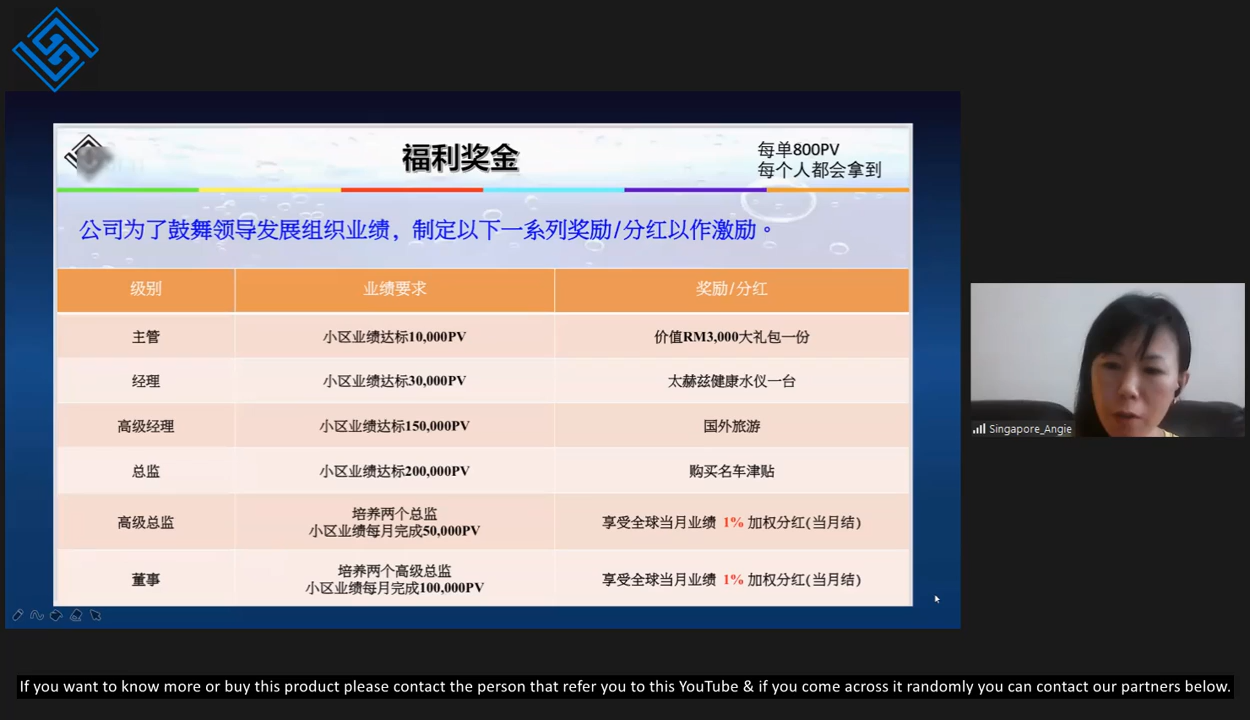 福利奖金
每单800PV
每个人都会拿到
公司为了鼓舞领导发展组织业绩，制定以下一系列奖励/分红以作激励。
级别 业绩要求 奖励/分红
主管 小区业绩达标10,000PV 价值RM3,000大礼包一份
经理 小区业绩达标30,000PV 太赫兹健康水仪一台
高级经理 小区业绩达标150,000PV 国外旅游
总监 小区业绩达标200,000PV 购买名车津贴
高级总监 培养两个总监 享受全球当月业绩 1% 加权分红(当月结)
小区业绩每月完成50,000PV
董事 培养两个高级总监 享受全球当月业绩 1% 加权分红(当月结)
小区业绩每月完成100,000PV
Singapore_Angie
If you want to know more or buy this product please contact the person that refer you to this YouTube & if you come across it randomly you can contact our partners below.